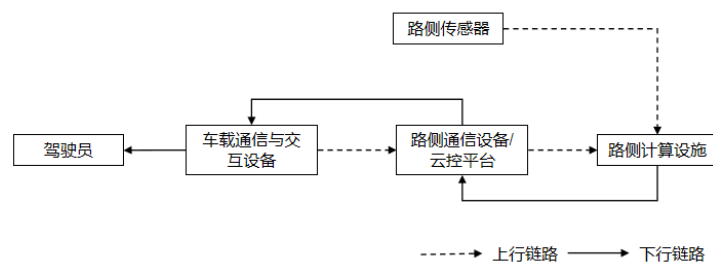 路侧传感器
驾驶员
车载通信与交
互设备
路侧通信设备/
云控平台
路侧计算设施
上行链路
下行链路